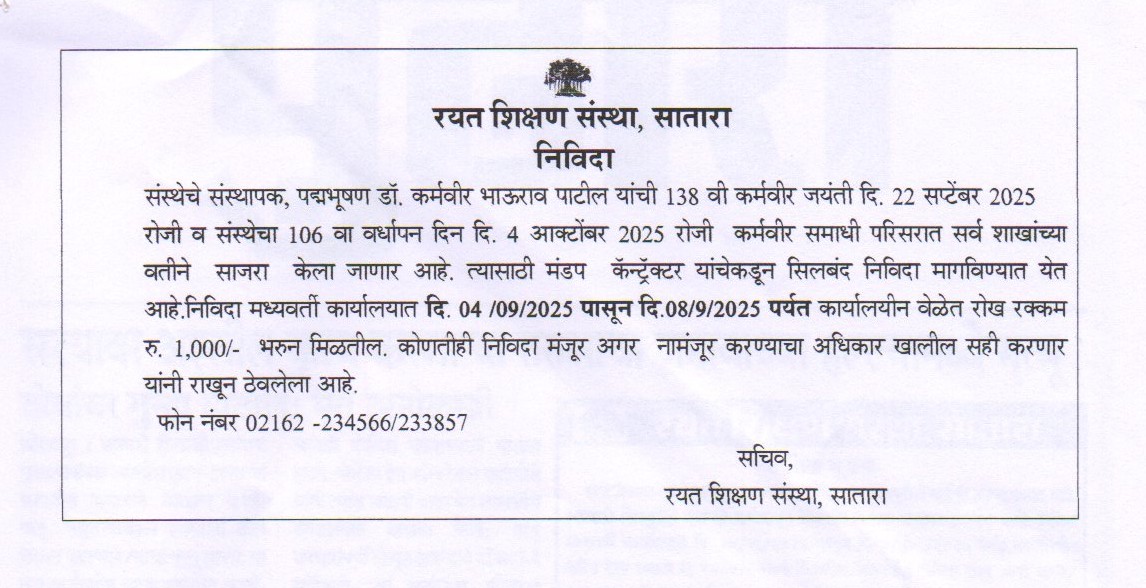 रयत शिक्षण संस्था, सातारा
निविदा
संस्थेचे संस्थापक, पद्मभूषण डॉ. कर्मवीर भाऊराव पाटील यांची 138 वी कर्मवीर जयंती दि. 22 सप्टेंबर 2025
रोजी व संस्थेचा 106 वा वर्धापन दिन दि. 4 आक्टोंबर 2025 रोजी कर्मवीर समाधी परिसरात सर्व शाखांच्या
वतीने साजरा केला जाणार आहे. त्यासाठी मंडप कॅन्ट्रॅक्टर यांचेकडून सिलबंद निविदा मागविण्यात येत
आहे.निविदा मध्यवर्ती कार्यालयात दि. 04 /09/2025 पासून दि.08/9/2025 पर्यत कार्यालयीन वेळेत रोख रक्कम
रु. 1,000/- भरुन मिळतील, कोणतीही निविदा मंजूर अगर नामंजूर करण्याचा अधिकार खालील सही करणार
यांनी राखून ठेवलेला आहे.
फोन नंबर 02162 -234566/233857
सचिव,
रयत शिक्षण संस्था, सातारा